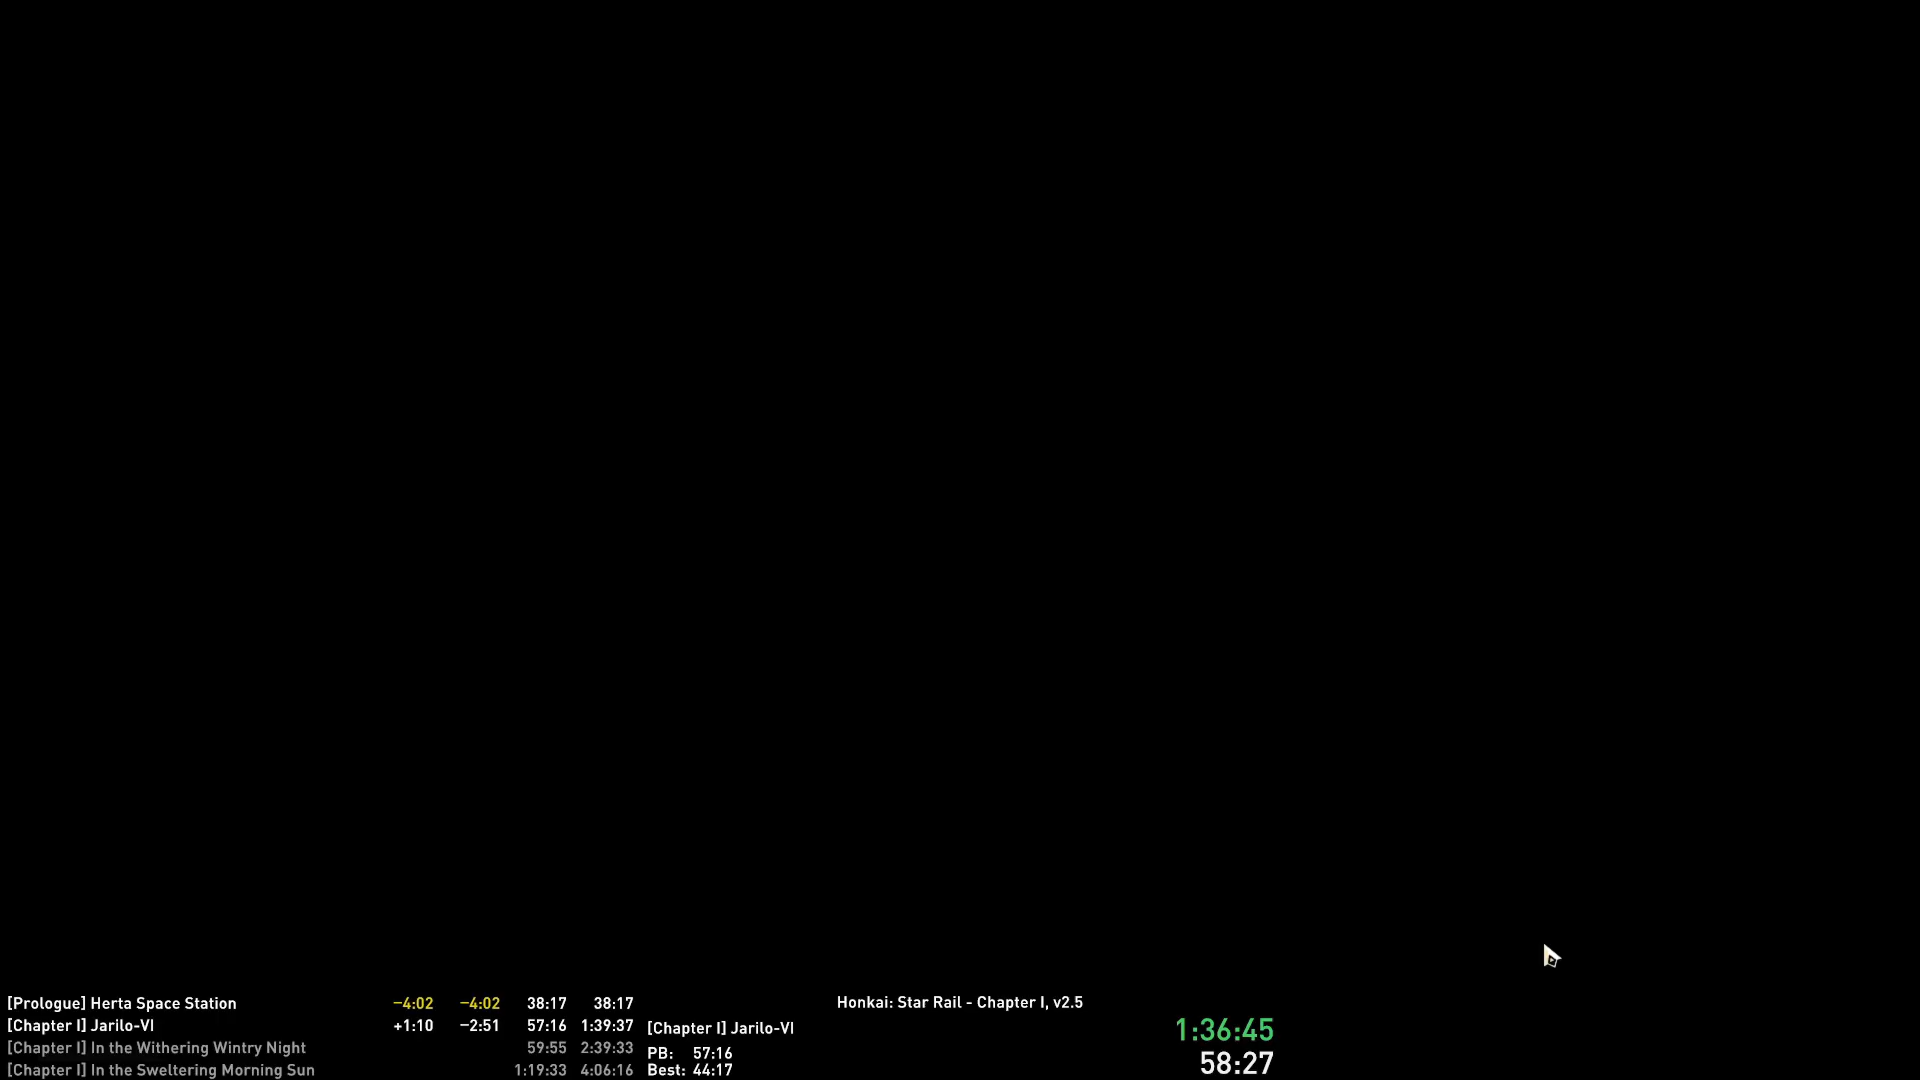 [Prologue] Herta Space Station −4:02 −4:02 38:17 38:17
[Chapter I] Jarilo-VI +1:10 −2:51 57:16 1:39:37
[Chapter I] In the Withering Wintry Night 59:55 2:39:33
[Chapter I] In the Sweltering Morning Sun 1:19:33 4:06:16
[Chapter I] Jarilo-VI
PB: 57:16
Best: 44:17
Honkai: Star Rail - Chapter I, v2.5
1:36:45
58:27